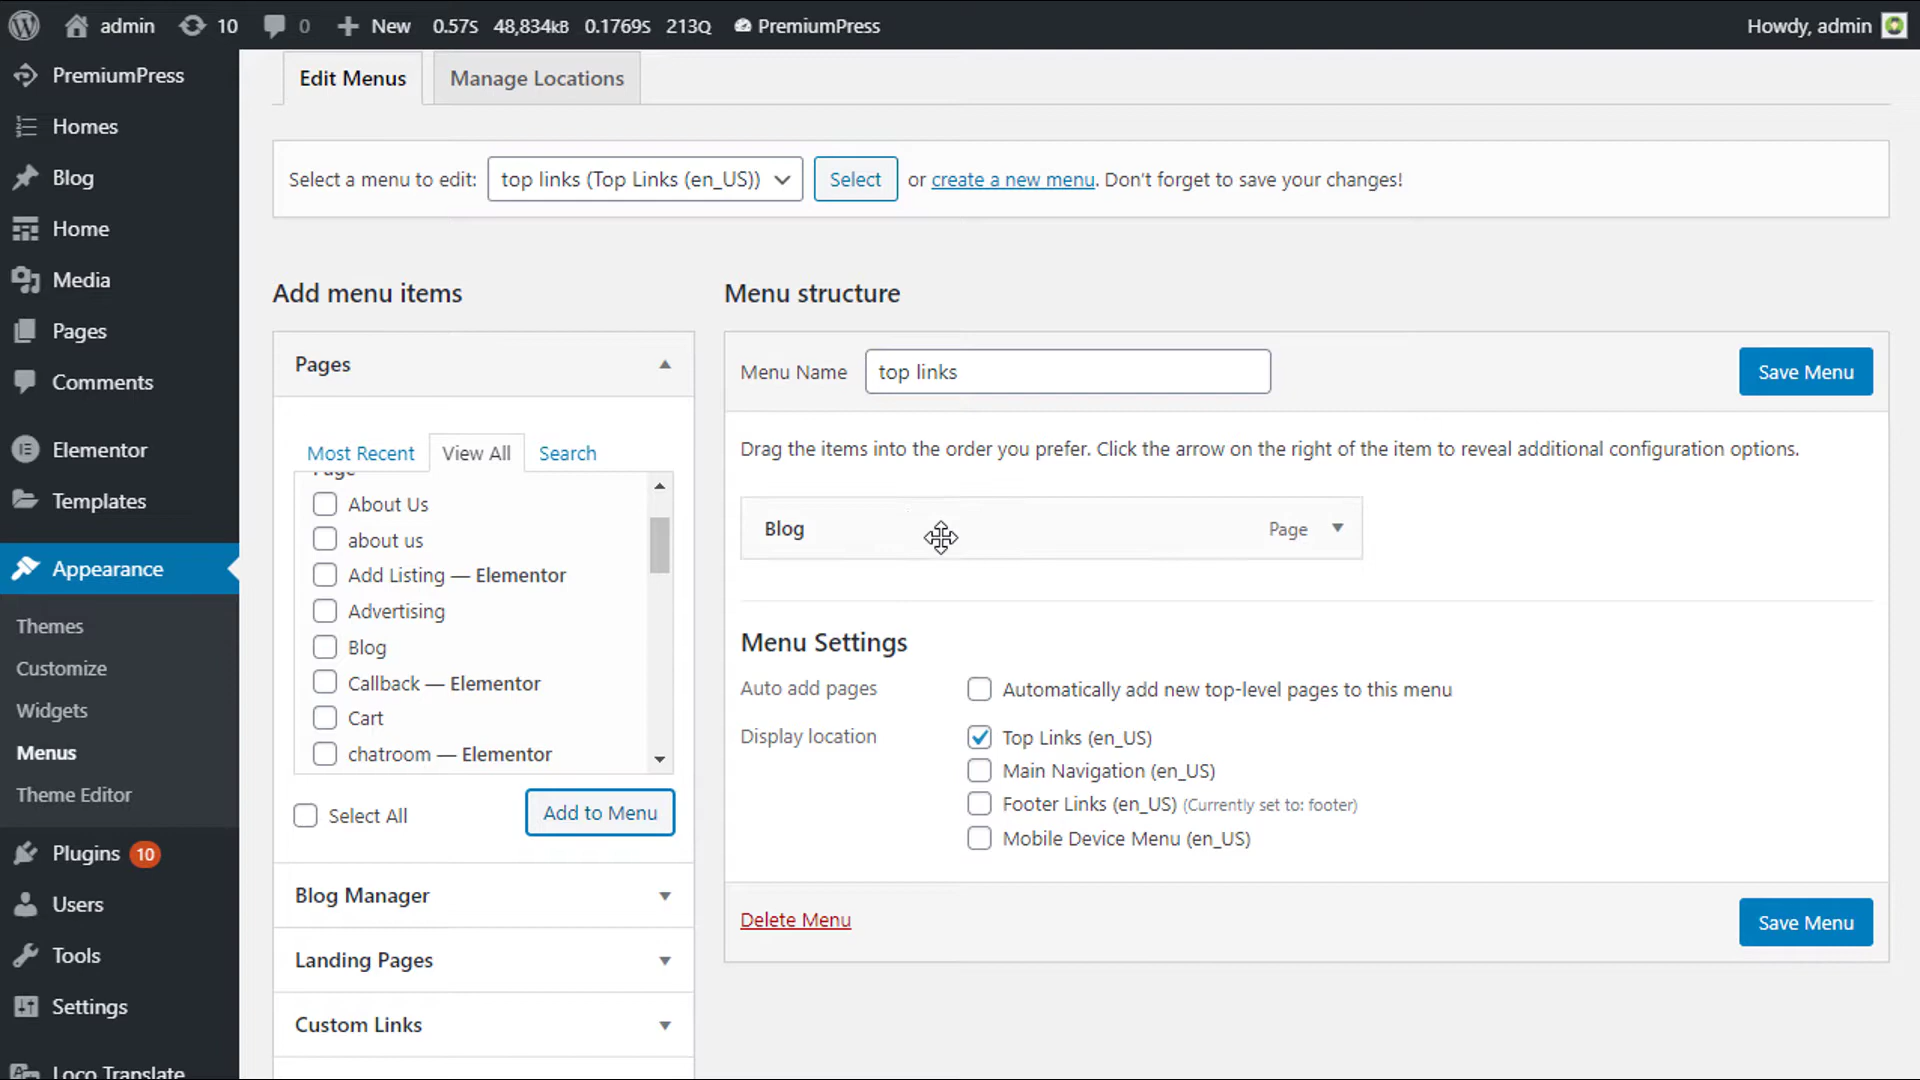 admin 10 0 New 0.57S 48,834kB 0.1769S 213Q PremiumPress Howdy, admin
PremiumPress
Homes
Blog
Home
Media
Pages
Comments
Elementor
Templates
Appearance
Themes
Customize
Widgets
Menus
Theme Editor
Plugins 10
Users
Tools
Settings
Loco Translate
Edit Menus Manage Locations
Select a menu to edit: top links (Top Links (en_US)) Select or create a new menu. Don't forget to save your changes!
Add menu items
Pages
Most Recent View All Search
Page
About Us
about us
Add Listing — Elementor
Advertising
Blog
Callback — Elementor
Cart
chatroom — Elementor
Select All Add to Menu
Blog Manager
Landing Pages
Custom Links
Menu structure
Menu Name top links Save Menu
Drag the items into the order you prefer. Click the arrow on the right of the item to reveal additional configuration options.
Blog Page
Menu Settings
Auto add pages Automatically add new top-level pages to this menu
Display location Top Links (en_US)
Main Navigation (en_US)
Footer Links (en_US) (Currently set to: footer)
Mobile Device Menu (en_US)
Delete Menu Save Menu